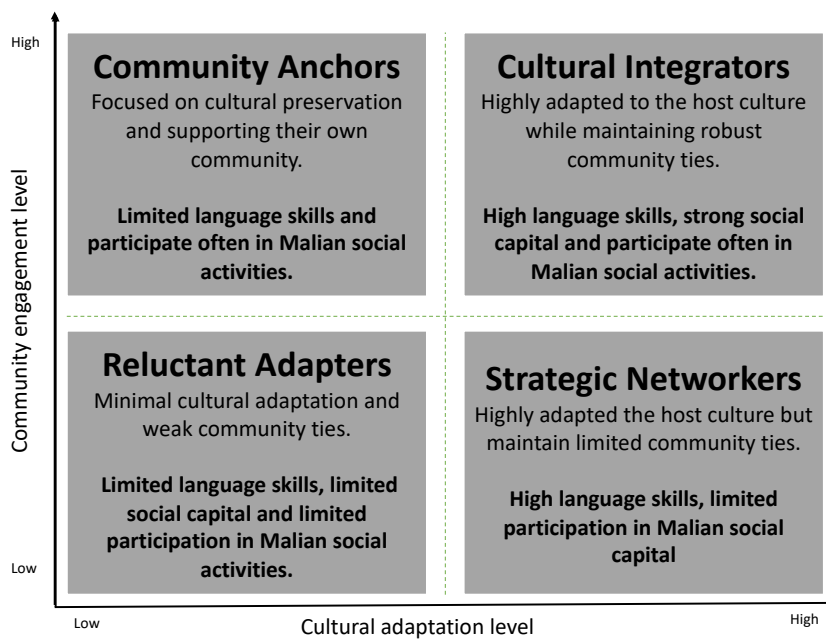 High
Community Anchors
Focused on cultural preservation
and supporting their own
community.
Limited language skills and
participate often in Malian social
activities.
Cultural Integrators
Highly adapted to the host culture
while maintaining robust
community ties.
High language skills, strong social
capital and participate often in
Malian social activities.
Community engagement level
Reluctant Adapters
Minimal cultural adaptation and
weak community ties.
Limited language skills, limited
social capital and limited
participation in Malian social
activities.
Strategic Networkers
Highly adapted the host culture but
maintain limited community ties.
High language skills, limited
participation in Malian social
capital
Low
Low
Cultural adaptation level
High